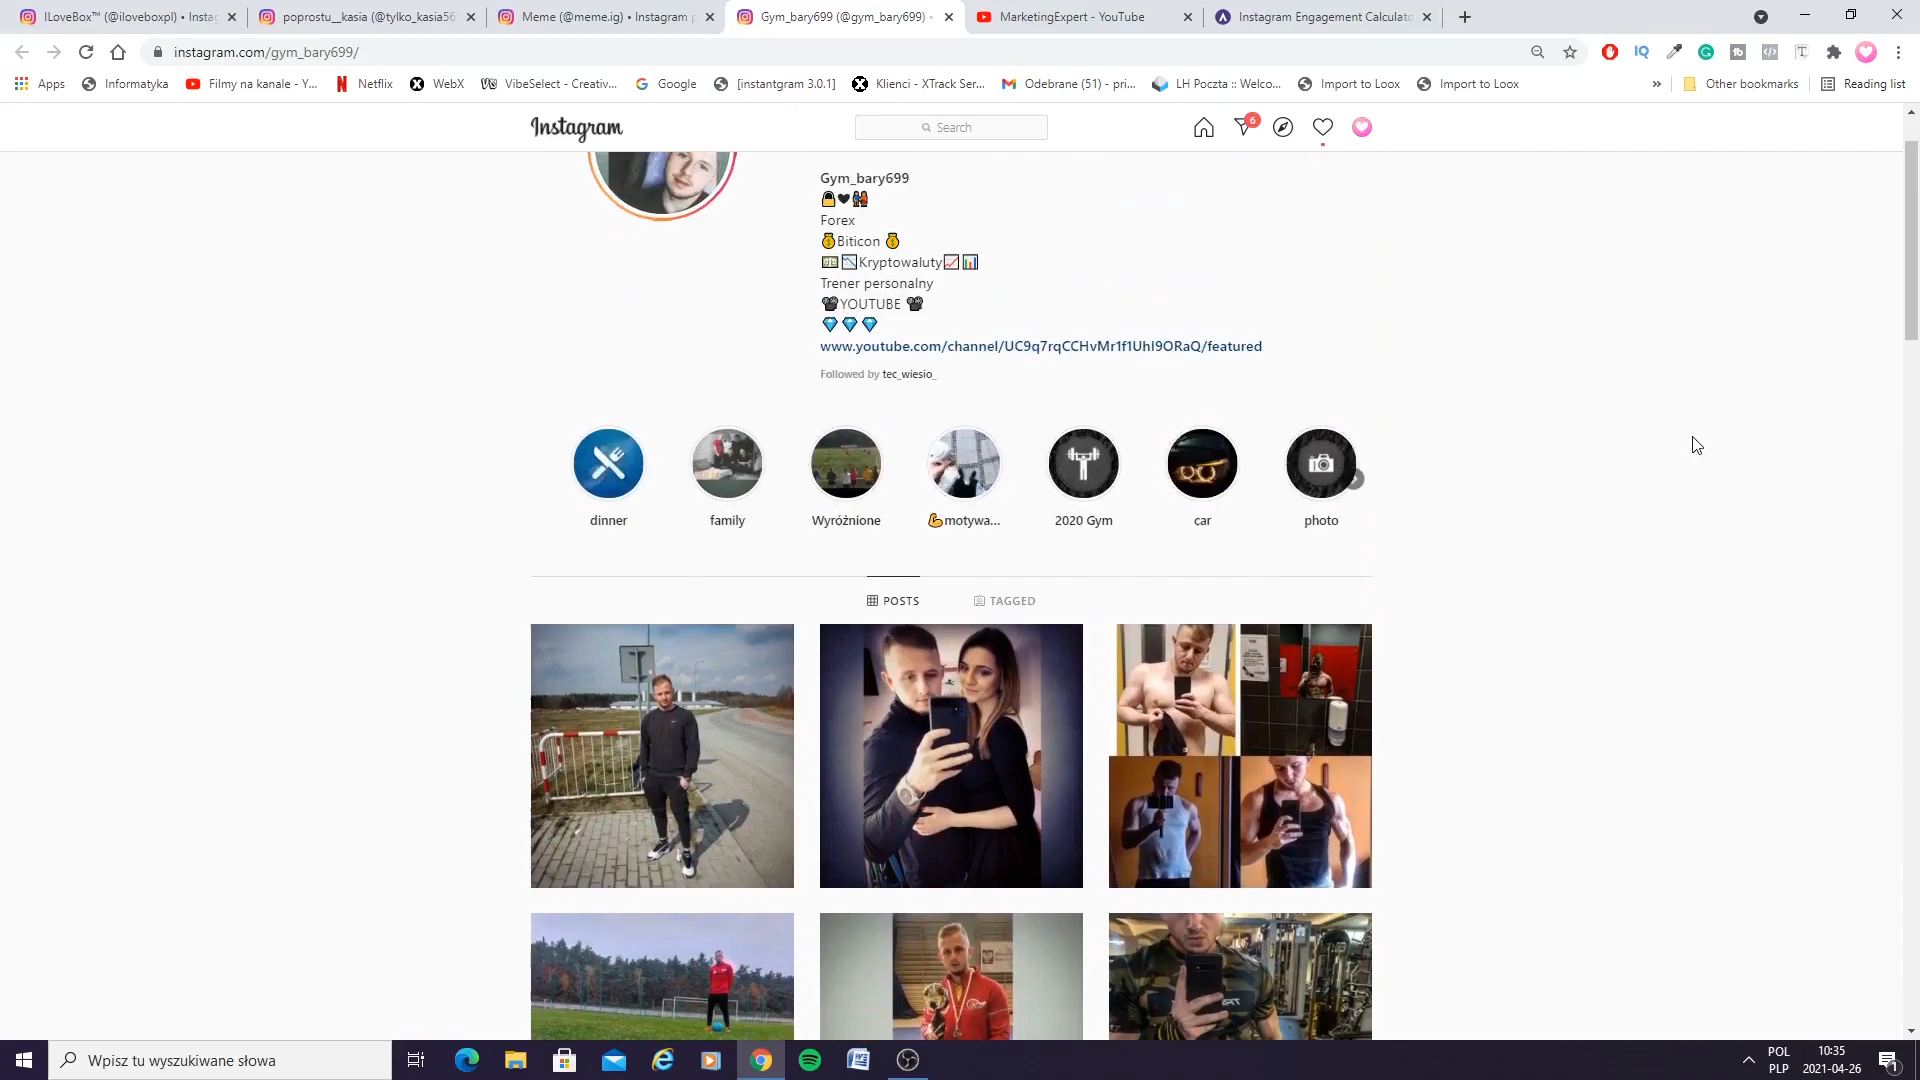 ILoveBox™ (@iloveboxpl) • Instag
poprostu__kasia (@tylko_kasia56
Meme (@meme.ig) • Instagram p
Gym_bary699 (@gym_bary699) •
MarketingExpert - YouTube
Instagram Engagement Calculato
instagram.com/gym_bary699/
Apps
Informatyka
Filmy na kanale - Y...
Netflix
WebX
VibeSelect - Creativ...
Google
[instantgram 3.0.1]
Klienci - XTrack Ser...
Odebrane (51) - pri...
LH Poczta :: Welco...
Import to Loox
Import to Loox
»
Other bookmarks
Reading list
Instagram
Search
6
Gym_bary699
🔒🖤👫
Forex
💰Biticon 💰
💵📉Kryptowaluty📈📊
Trener personalny
🎥YOUTUBE 🎥
💎💎💎
www.youtube.com/channel/UC9q7rqCCHvMr1f1UhI9ORaQ/featured
Followed by tec_wiesio_
dinner
family
Wyróżnione
💪motywa...
2020 Gym
car
photo
POSTS
TAGGED
Wpisz tu wyszukiwane słowa
POL
PLP
10:35
2021-04-26
1